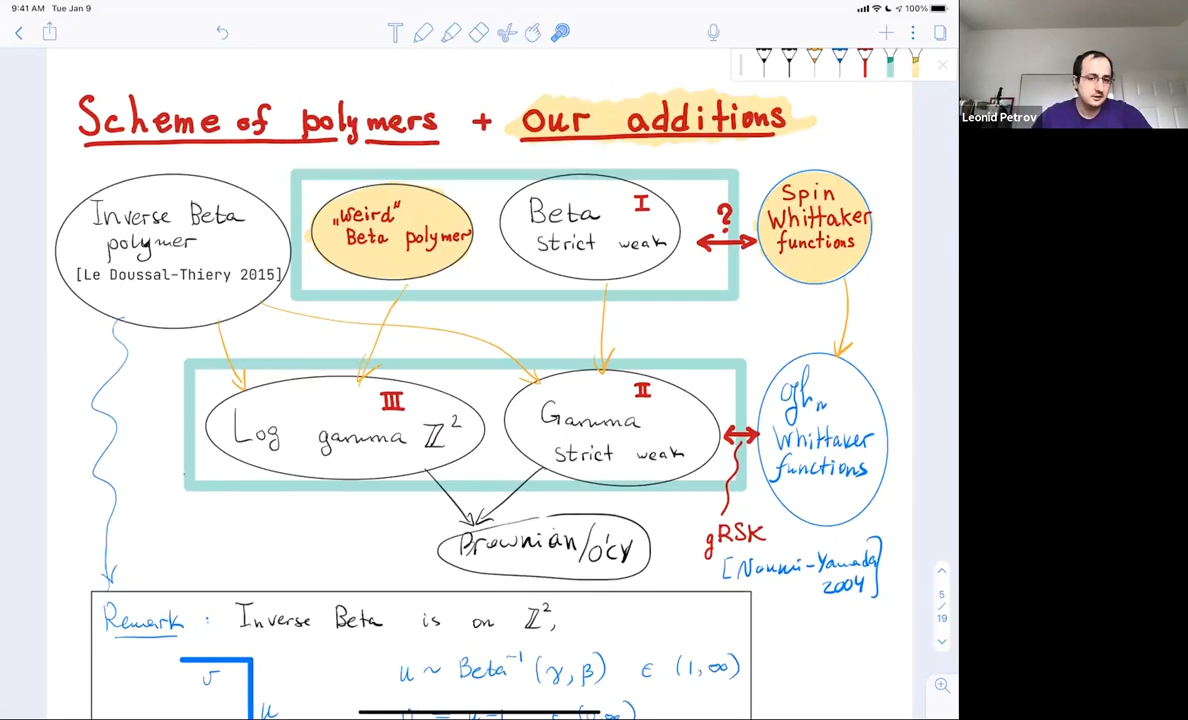 9:41 AM Tue Jan 9
100%
Leonid Petrov
Scheme of polymers + our additions
Inverse Beta
polymer
[Le Doussal-Thiery 2015]
„Weird"
Beta polymer
Beta I
strict weak
?
Spin
Whittaker
functions
III
Log gamma ℤ²
II
Gamma
strict weak
gln
Whittaker
functions
Brownian/O'CY
gRSK
[Noumi-Yamada
2004]
5
/
19
Remark : Inverse Beta is on ℤ²,
v
u ~ Beta⁻¹ (γ, β) ∈ (1, ∞)
u